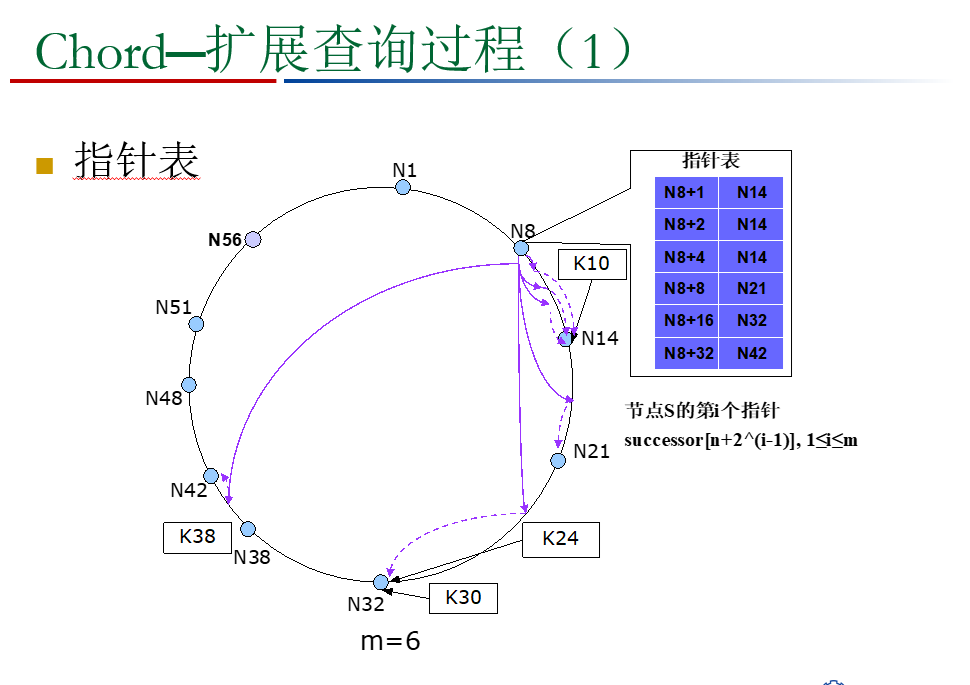 Chord—扩展查询过程（1）
指针表
N1
N8
N56
K10
N51
N14
N48
N21
N42
K38
N38
K24
N32
K30
m=6
指针表
N8+1 N14
N8+2 N14
N8+4 N14
N8+8 N21
N8+16 N32
N8+32 N42
节点S的第i个指针
successor[n+2^(i-1)], 1≤i≤m